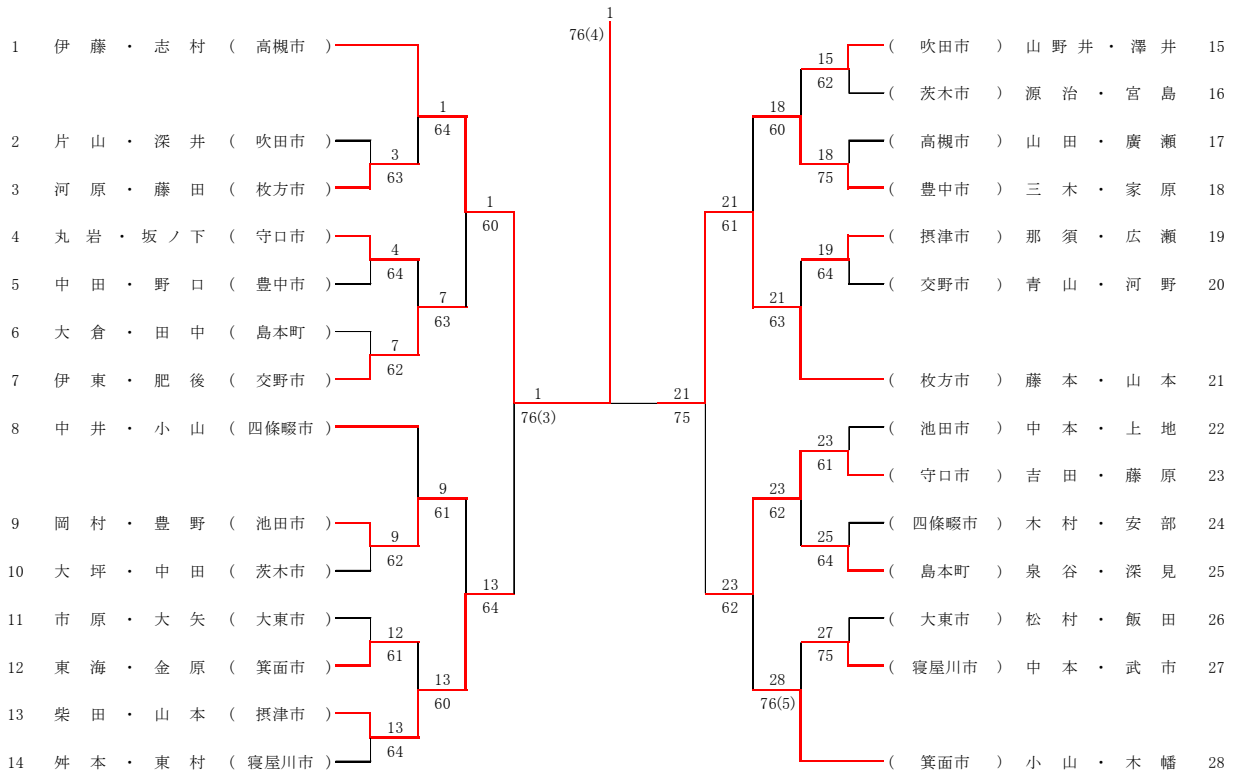 1
76(4)
1 伊藤・志村 (高槻市)
2 片山・深井 (吹田市)
3 河原・藤田 (枚方市)
4 丸岩・坂ノ下 (守口市)
5 中田・野口 (豊中市)
6 大倉・田中 (島本町)
7 伊東・肥後 (交野市)
8 中井・小山 (四條畷市)
9 岡村・豊野 (池田市)
10 大坪・中田 (茨木市)
11 市原・大矢 (大東市)
12 東海・金原 (箕面市)
13 柴田・山本 (摂津市)
14 舛本・東村 (寝屋川市)
3
63
4
64
7
62
9
62
12
61
13
64
1
64
7
63
9
61
13
60
1
60
13
64
1
76(3)
21
75
21
61
23
62
18
60
21
63
23
62
28
76(5)
15
62
18
75
19
64
23
61
25
64
27
75
(吹田市) 山野井・澤井 15
(茨木市) 源治・宮島 16
(高槻市) 山田・廣瀬 17
(豊中市) 三木・家原 18
(摂津市) 那須・広瀬 19
(交野市) 青山・河野 20
(枚方市) 藤本・山本 21
(池田市) 中本・上地 22
(守口市) 吉田・藤原 23
(四條畷市) 木村・安部 24
(島本町) 泉谷・深見 25
(大東市) 松村・飯田 26
(寝屋川市) 中本・武市 27
(箕面市) 小山・木幡 28